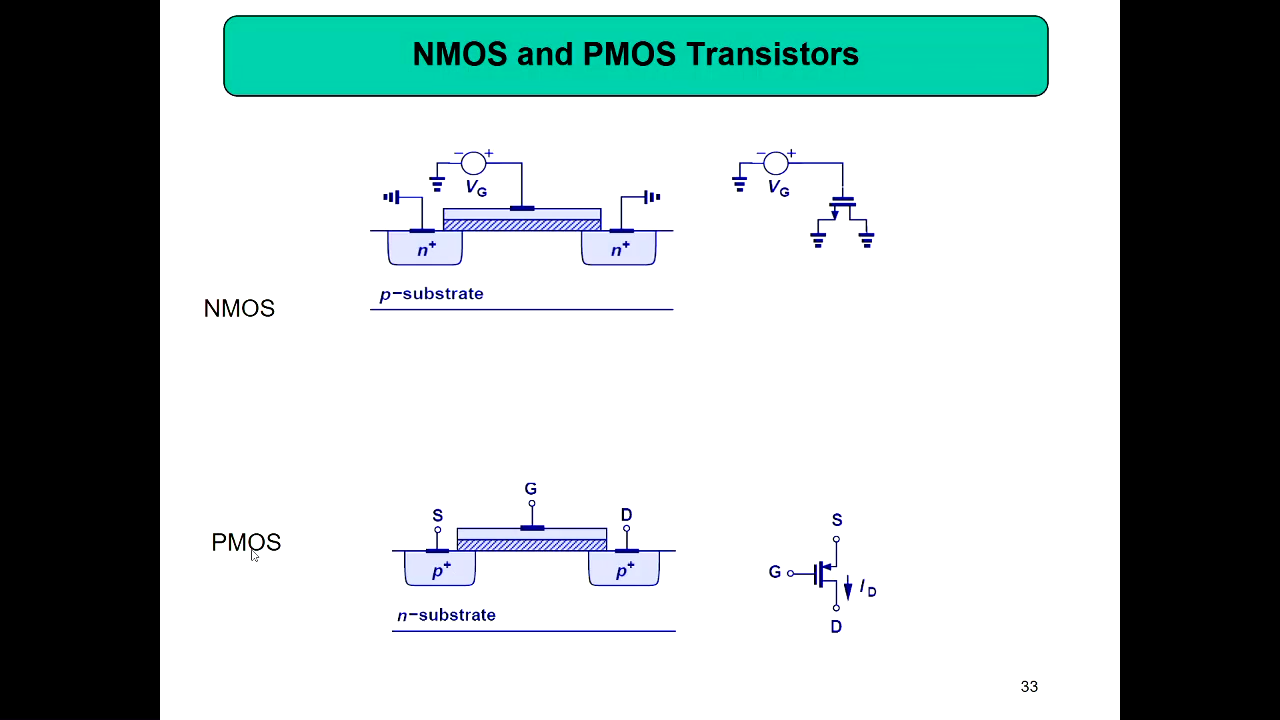 NMOS and PMOS Transistors
− +
V_G
n+
n+
p−substrate
− +
V_G
NMOS
G
S
D
p+
p+
n−substrate
PMOS
S
G
I_D
D
33